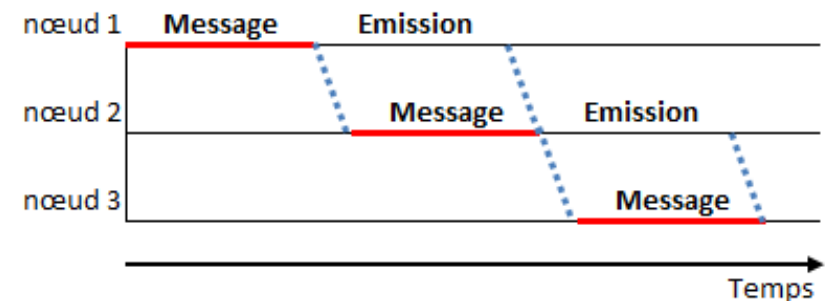 nœud 1 Message Emission
nœud 2 Message Emission
nœud 3 Message
Temps